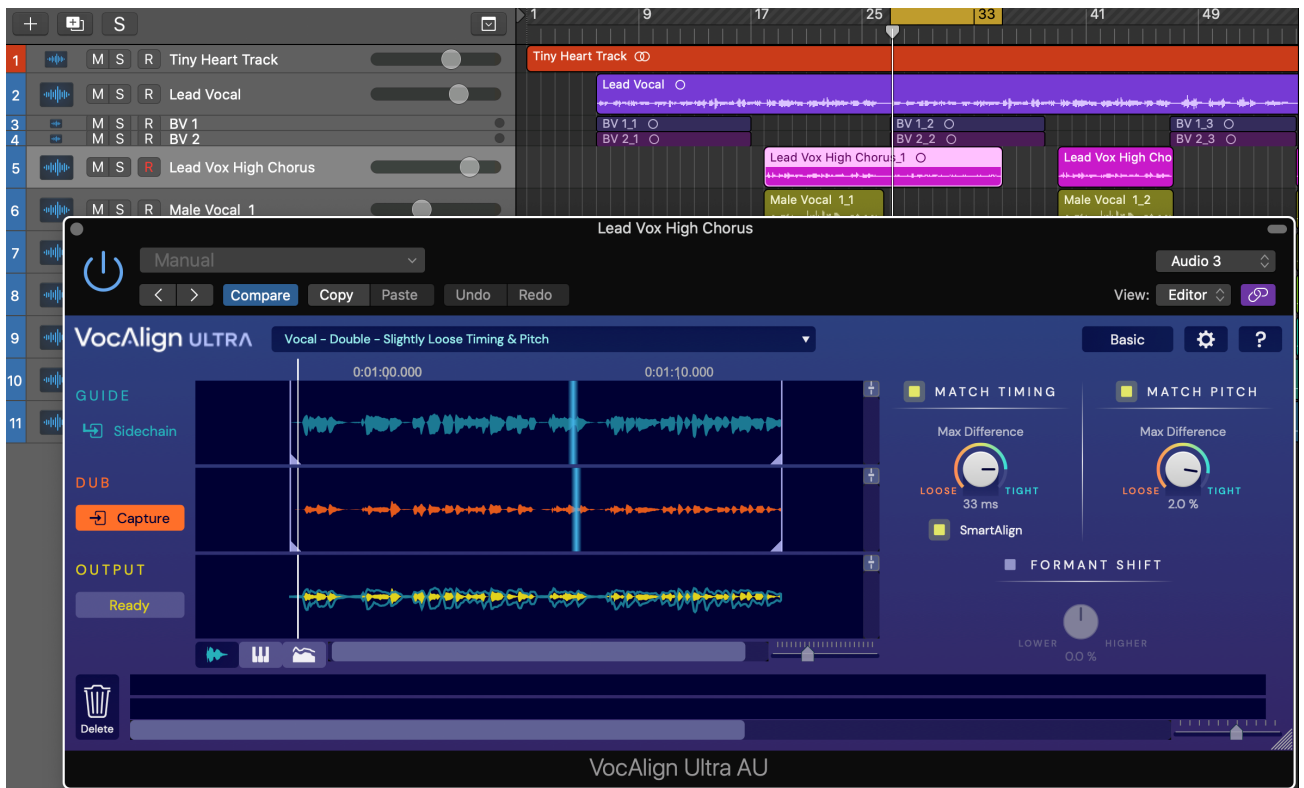 S
1 9 17 25 33 41 49
1 M S R Tiny Heart Track
Tiny Heart Track
2 M S R Lead Vocal
Lead Vocal
3 M S R BV 1
BV 1_1 BV 1_2 BV 1_3
4 M S R BV 2
BV 2_1 BV 2_2 BV 2_3
5 M S R Lead Vox High Chorus
Lead Vox High Chorus_1 Lead Vox High Cho
6 M S R Male Vocal 1
Male Vocal 1_1 Male Vocal 1_2
7
8
9
10
11
Lead Vox High Chorus
Manual
Audio 3
Compare Copy Paste Undo Redo
View: Editor
VocAlign ULTRA
Vocal - Double - Slightly Loose Timing & Pitch
Basic
?
0:01:00.000 0:01:10.000
GUIDE
Sidechain
DUB
Capture
OUTPUT
Ready
MATCH TIMING
Max Difference
LOOSE TIGHT
33 ms
SmartAlign
MATCH PITCH
Max Difference
LOOSE TIGHT
2.0 %
FORMANT SHIFT
LOWER HIGHER
0.0 %
Delete
VocAlign Ultra AU